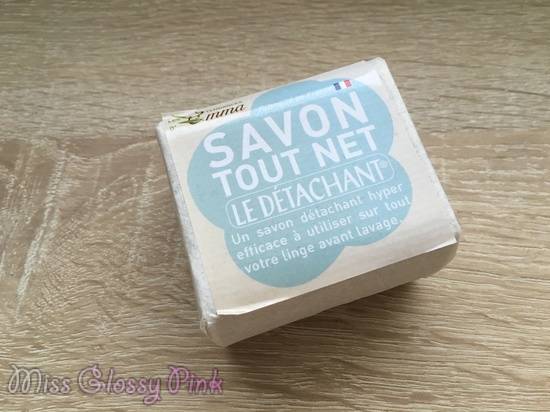 Emma
SAVON
TOUT NET
LE DÉTACHANT®
Un savon détachant hyper
efficace à utiliser sur tout
votre linge avant lavage.
Miss Glossy Pink